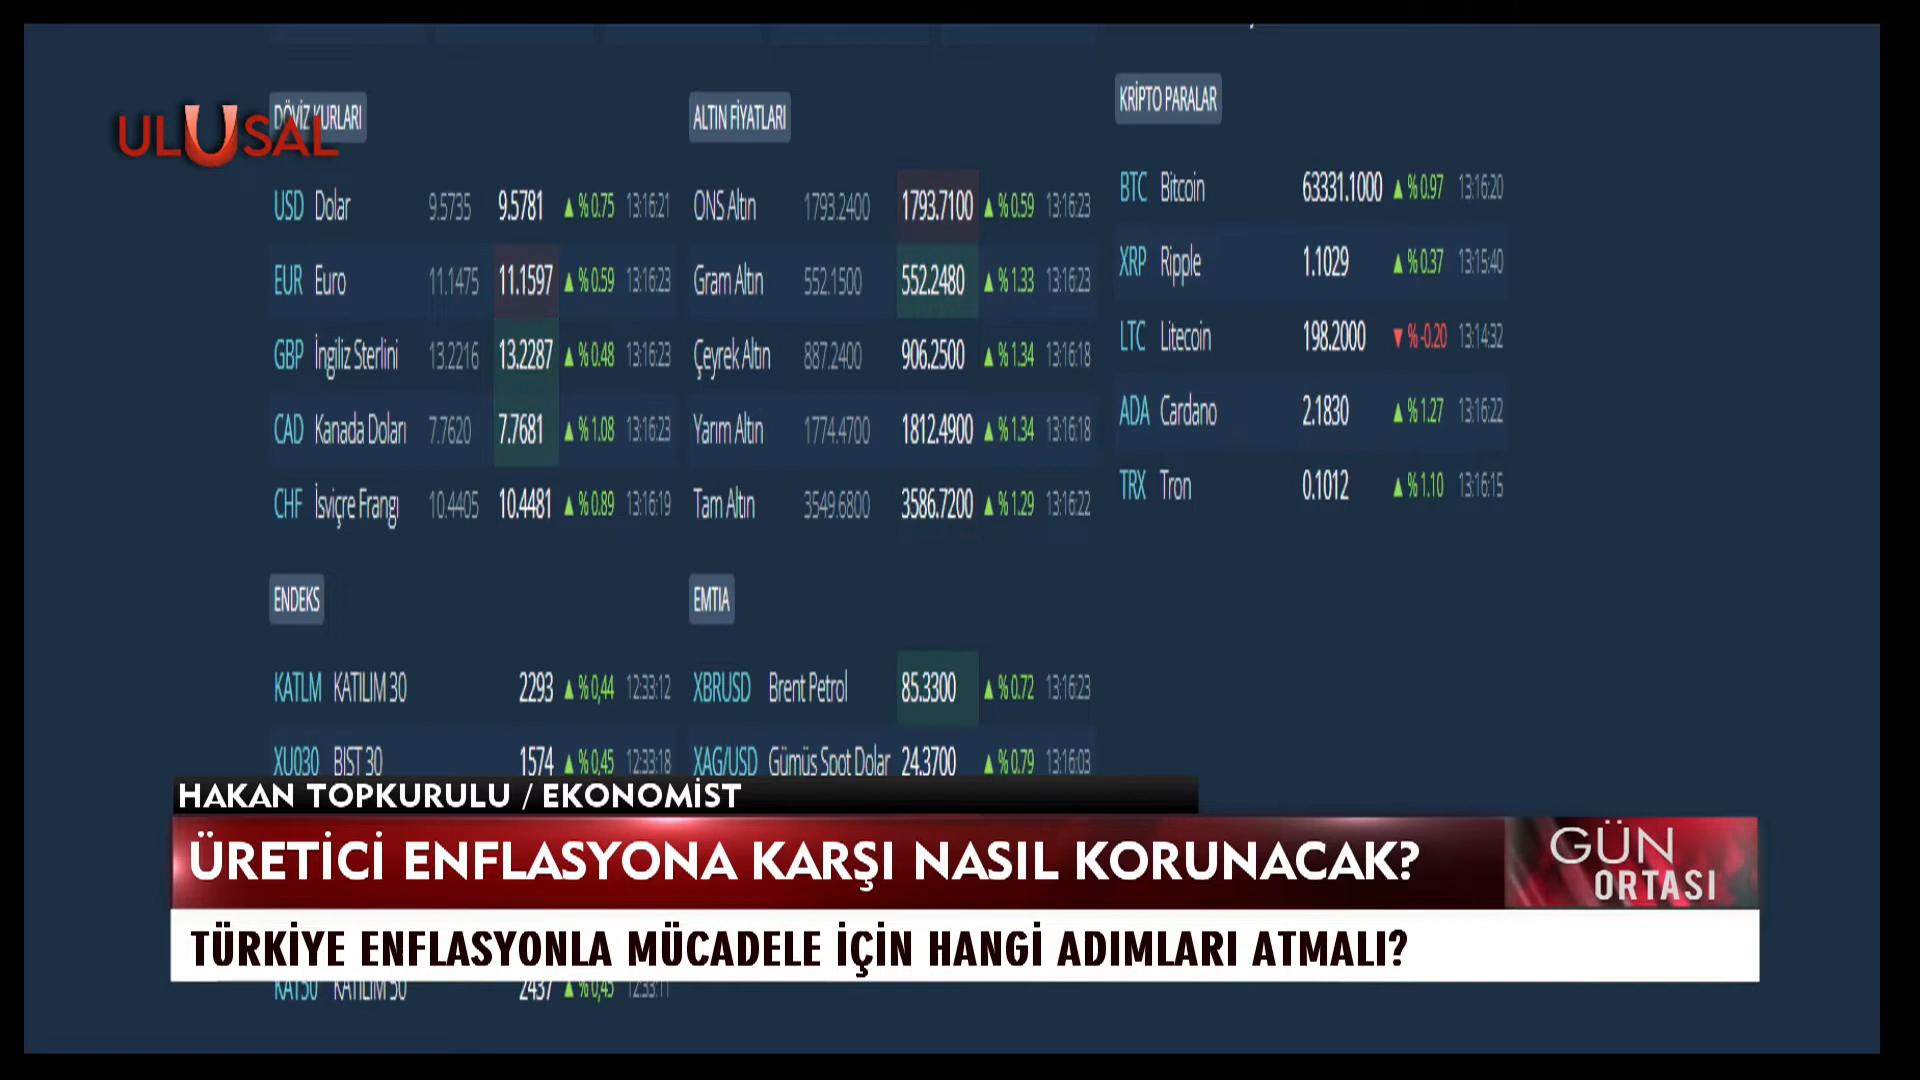 ULUSAL
DÖVİZ KURLARI
USD Dolar 9.5735 9.5781 ▲ % 0.75 13:16:21
EUR Euro 11.1475 11.1597 ▲ % 0.59 13:16:23
GBP İngiliz Sterlini 13.2216 13.2287 ▲ % 0.48 13:16:23
CAD Kanada Doları 7.7620 7.7681 ▲ % 1.08 13:16:23
CHF İsviçre Frangı 10.4405 10.4481 ▲ % 0.89 13:16:19
ALTIN FİYATLARI
ONS Altın 1793.2400 1793.7100 ▲ % 0.59 13:16:23
Gram Altın 552.1500 552.2480 ▲ % 1.33 13:16:23
Çeyrek Altın 887.2400 906.2500 ▲ % 1.34 13:16:18
Yarım Altın 1774.4700 1812.4900 ▲ % 1.34 13:16:18
Tam Altın 3549.6800 3586.7200 ▲ % 1.29 13:16:22
KRİPTO PARALAR
BTC Bitcoin 63331.1000 ▲ % 0.97 13:16:20
XRP Ripple 1.1029 ▲ % 0.37 13:15:40
LTC Litecoin 198.2000 ▼ % -0.20 13:14:32
ADA Cardano 2.1830 ▲ % 1.27 13:16:22
TRX Tron 0.1012 ▲ % 1.10 13:16:15
ENDEKS
KATLM KATILIM 30 2293 ▲ % 0,44 12:33:12
XU030 BIST 30 1574 ▲ % 0,45 12:33:18
EMTIA
XBRUSD Brent Petrol 85.3300 ▲ % 0.72 13:16:23
XAG/USD Gümüş Spot Dolar 24.3700 ▲ % 0.79 13:16:03
HAKAN TOPKURULU / EKONOMİST
ÜRETİCİ ENFLASYONA KARŞI NASIL KORUNACAK?
GÜN
ORTASI
TÜRKİYE ENFLASYONLA MÜCADELE İÇİN HANGİ ADIMLARI ATMALI?
KAT50 KATILIM 50 2437 ▲ % 0,45 12:33:11